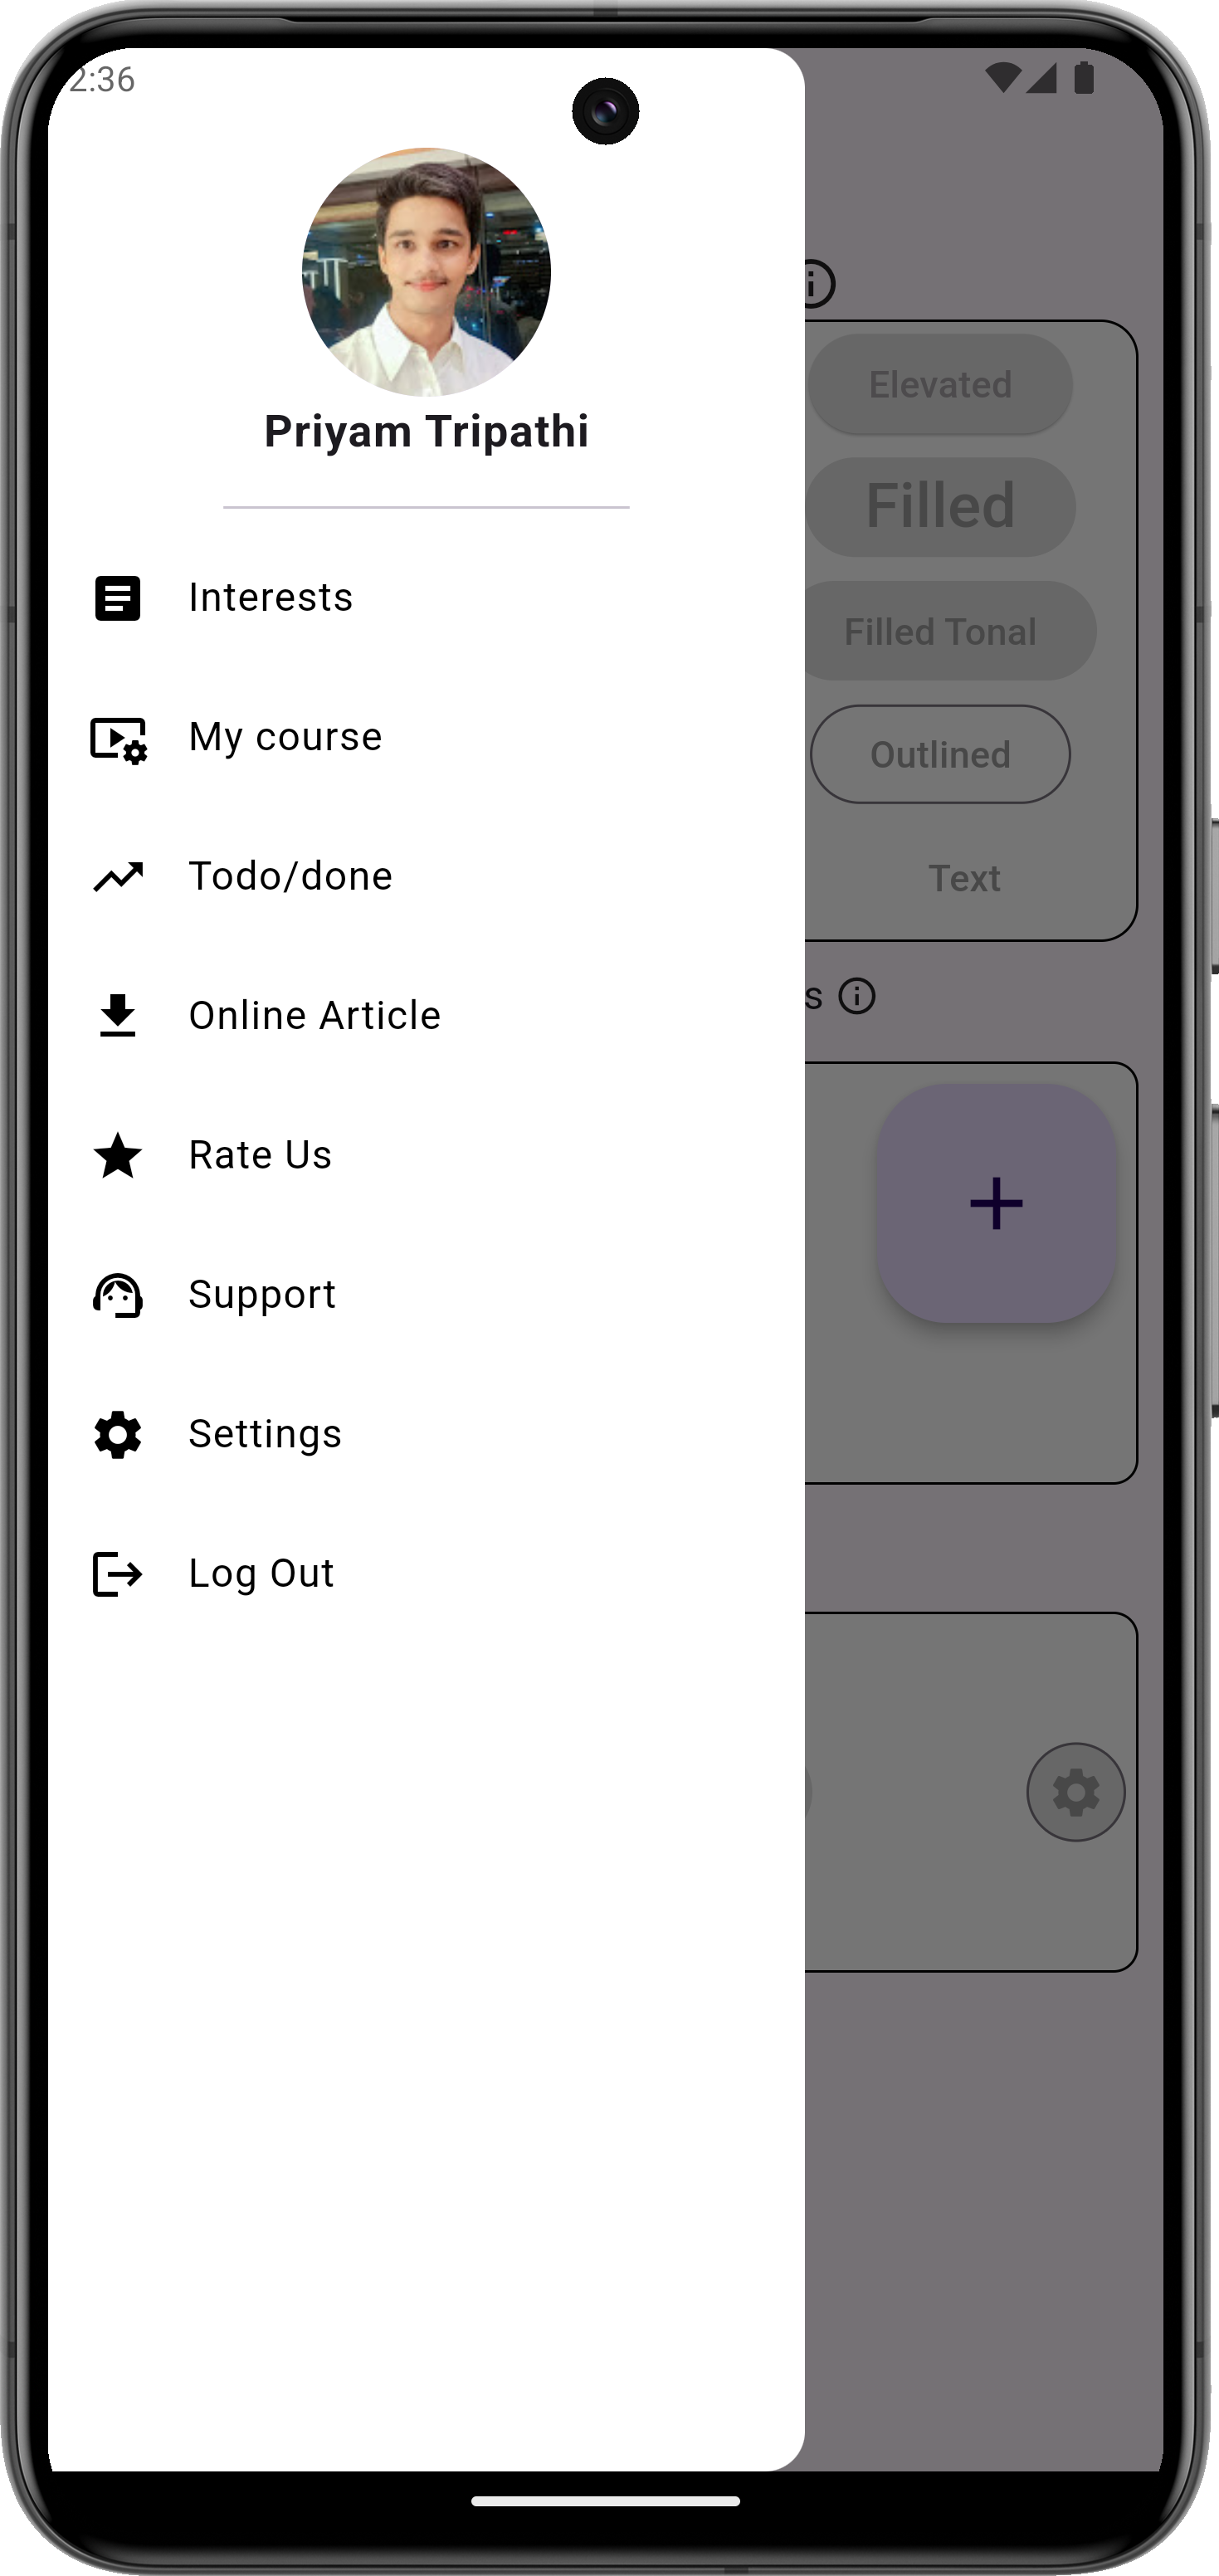 2:36
Priyam Tripathi
Interests
My course
Todo/done
Online Article
Rate Us
Support
Settings
Log Out
Elevated
Filled
Filled Tonal
Outlined
Text
s